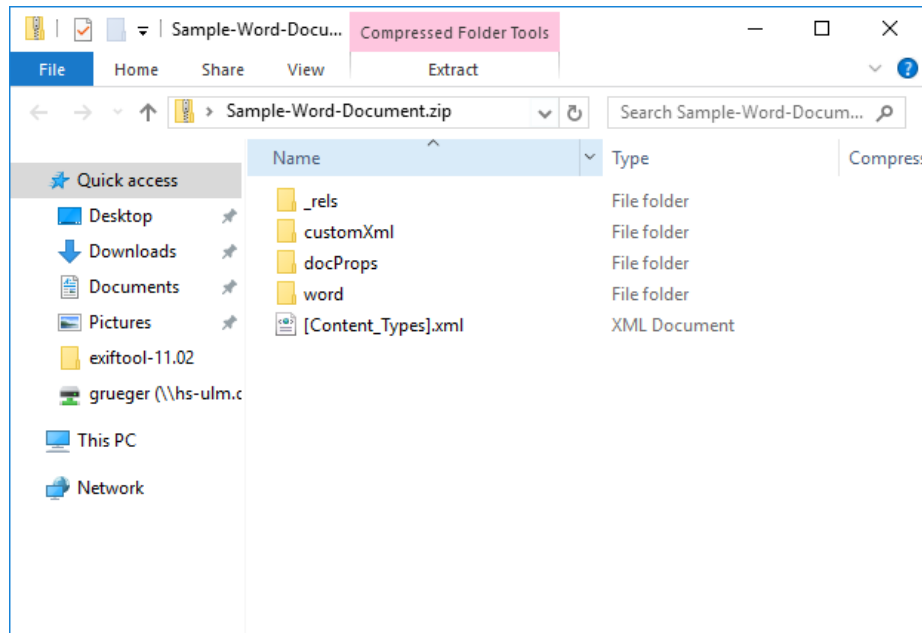 Sample-Word-Docu...
Compressed Folder Tools
File
Home
Share
View
Extract
?
Sample-Word-Document.zip
Search Sample-Word-Docum...
Name
Type
Compres
Quick access
Desktop
Downloads
Documents
Pictures
exiftool-11.02
grueger (\\hs-ulm.c
This PC
Network
_rels File folder
customXml File folder
docProps File folder
word File folder
[Content_Types].xml XML Document